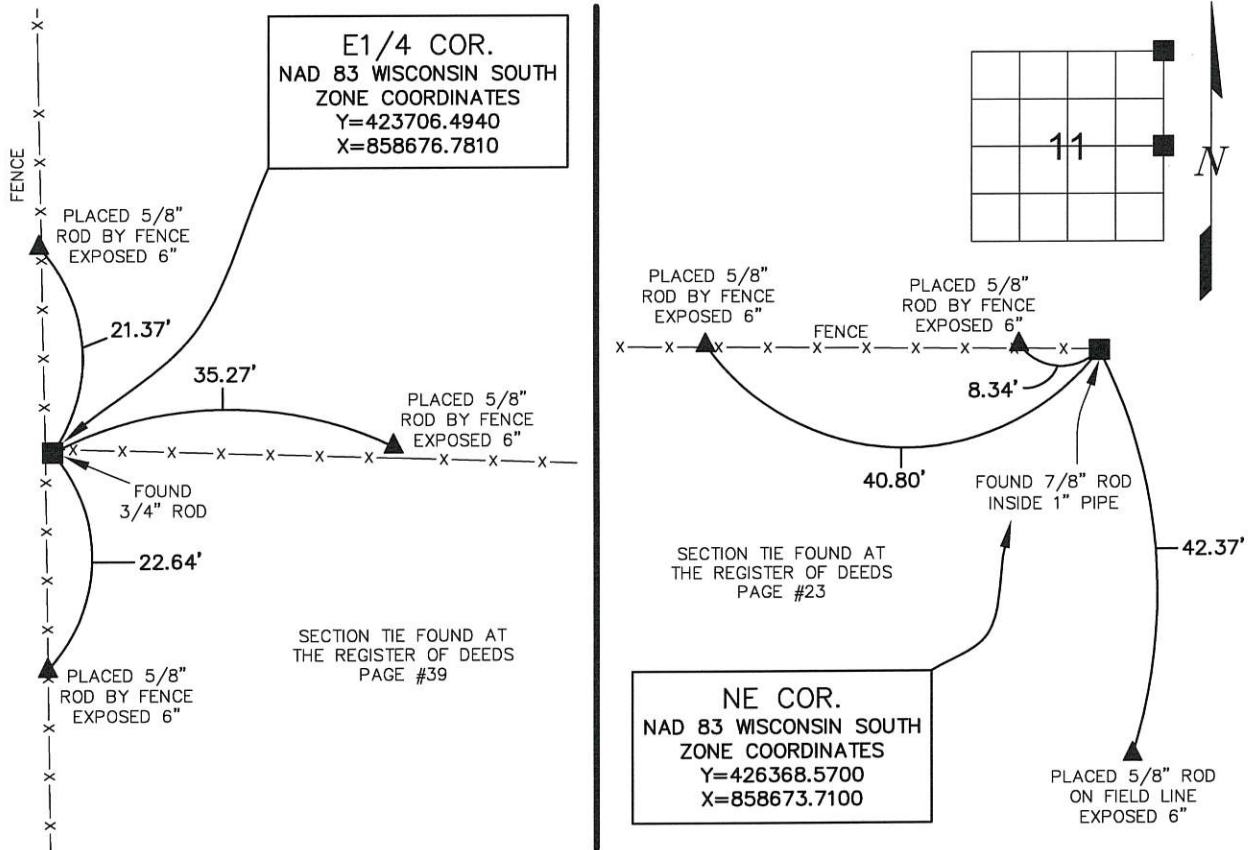 FENCE
E1/4 COR.
NAD 83 WISCONSIN SOUTH
ZONE COORDINATES
Y=423706.4940
X=858676.7810
PLACED 5/8"
ROD BY FENCE
EXPOSED 6"
21.37'
35.27'
PLACED 5/8"
ROD BY FENCE
EXPOSED 6"
FOUND
3/4" ROD
22.64'
SECTION TIE FOUND AT
THE REGISTER OF DEEDS
PAGE #39
PLACED 5/8"
ROD BY FENCE
EXPOSED 6"
11
N
PLACED 5/8"
ROD BY FENCE
EXPOSED 6"
FENCE
PLACED 5/8"
ROD BY FENCE
EXPOSED 6"
8.34'
40.80'
FOUND 7/8" ROD
INSIDE 1" PIPE
42.37'
SECTION TIE FOUND AT
THE REGISTER OF DEEDS
PAGE #23
NE COR.
NAD 83 WISCONSIN SOUTH
ZONE COORDINATES
Y=426368.5700
X=858673.7100
PLACED 5/8" ROD
ON FIELD LINE
EXPOSED 6"